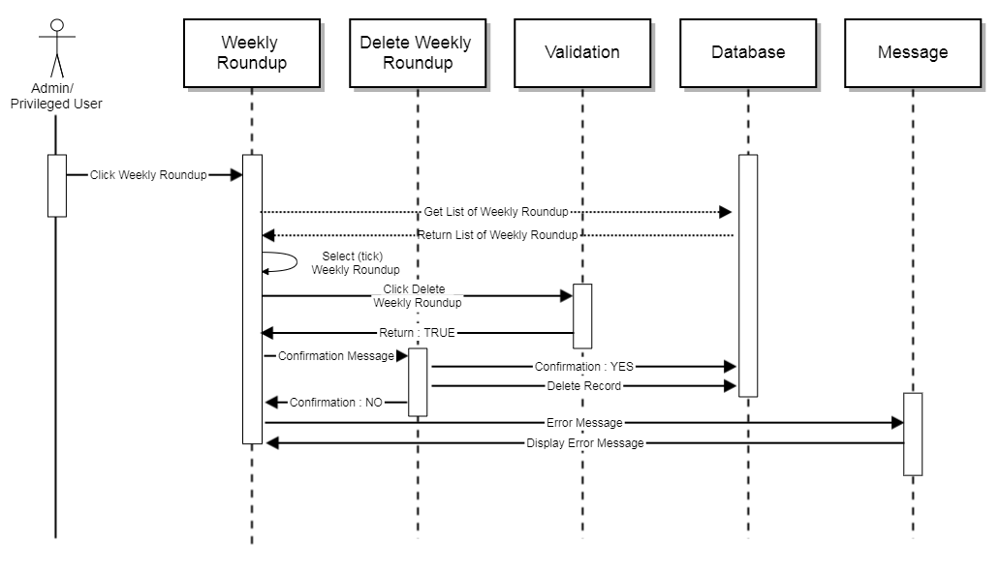 Admin/
Privileged User
Weekly
Roundup
Delete Weekly
Roundup
Validation
Database
Message
Click Weekly Roundup
Get List of Weekly Roundup
Return List of Weekly Roundup
Select (tick)
Weekly Roundup
Click Delete
Weekly Roundup
Return : TRUE
Confirmation Message
Confirmation : YES
Delete Record
Confirmation : NO
Error Message
Display Error Message